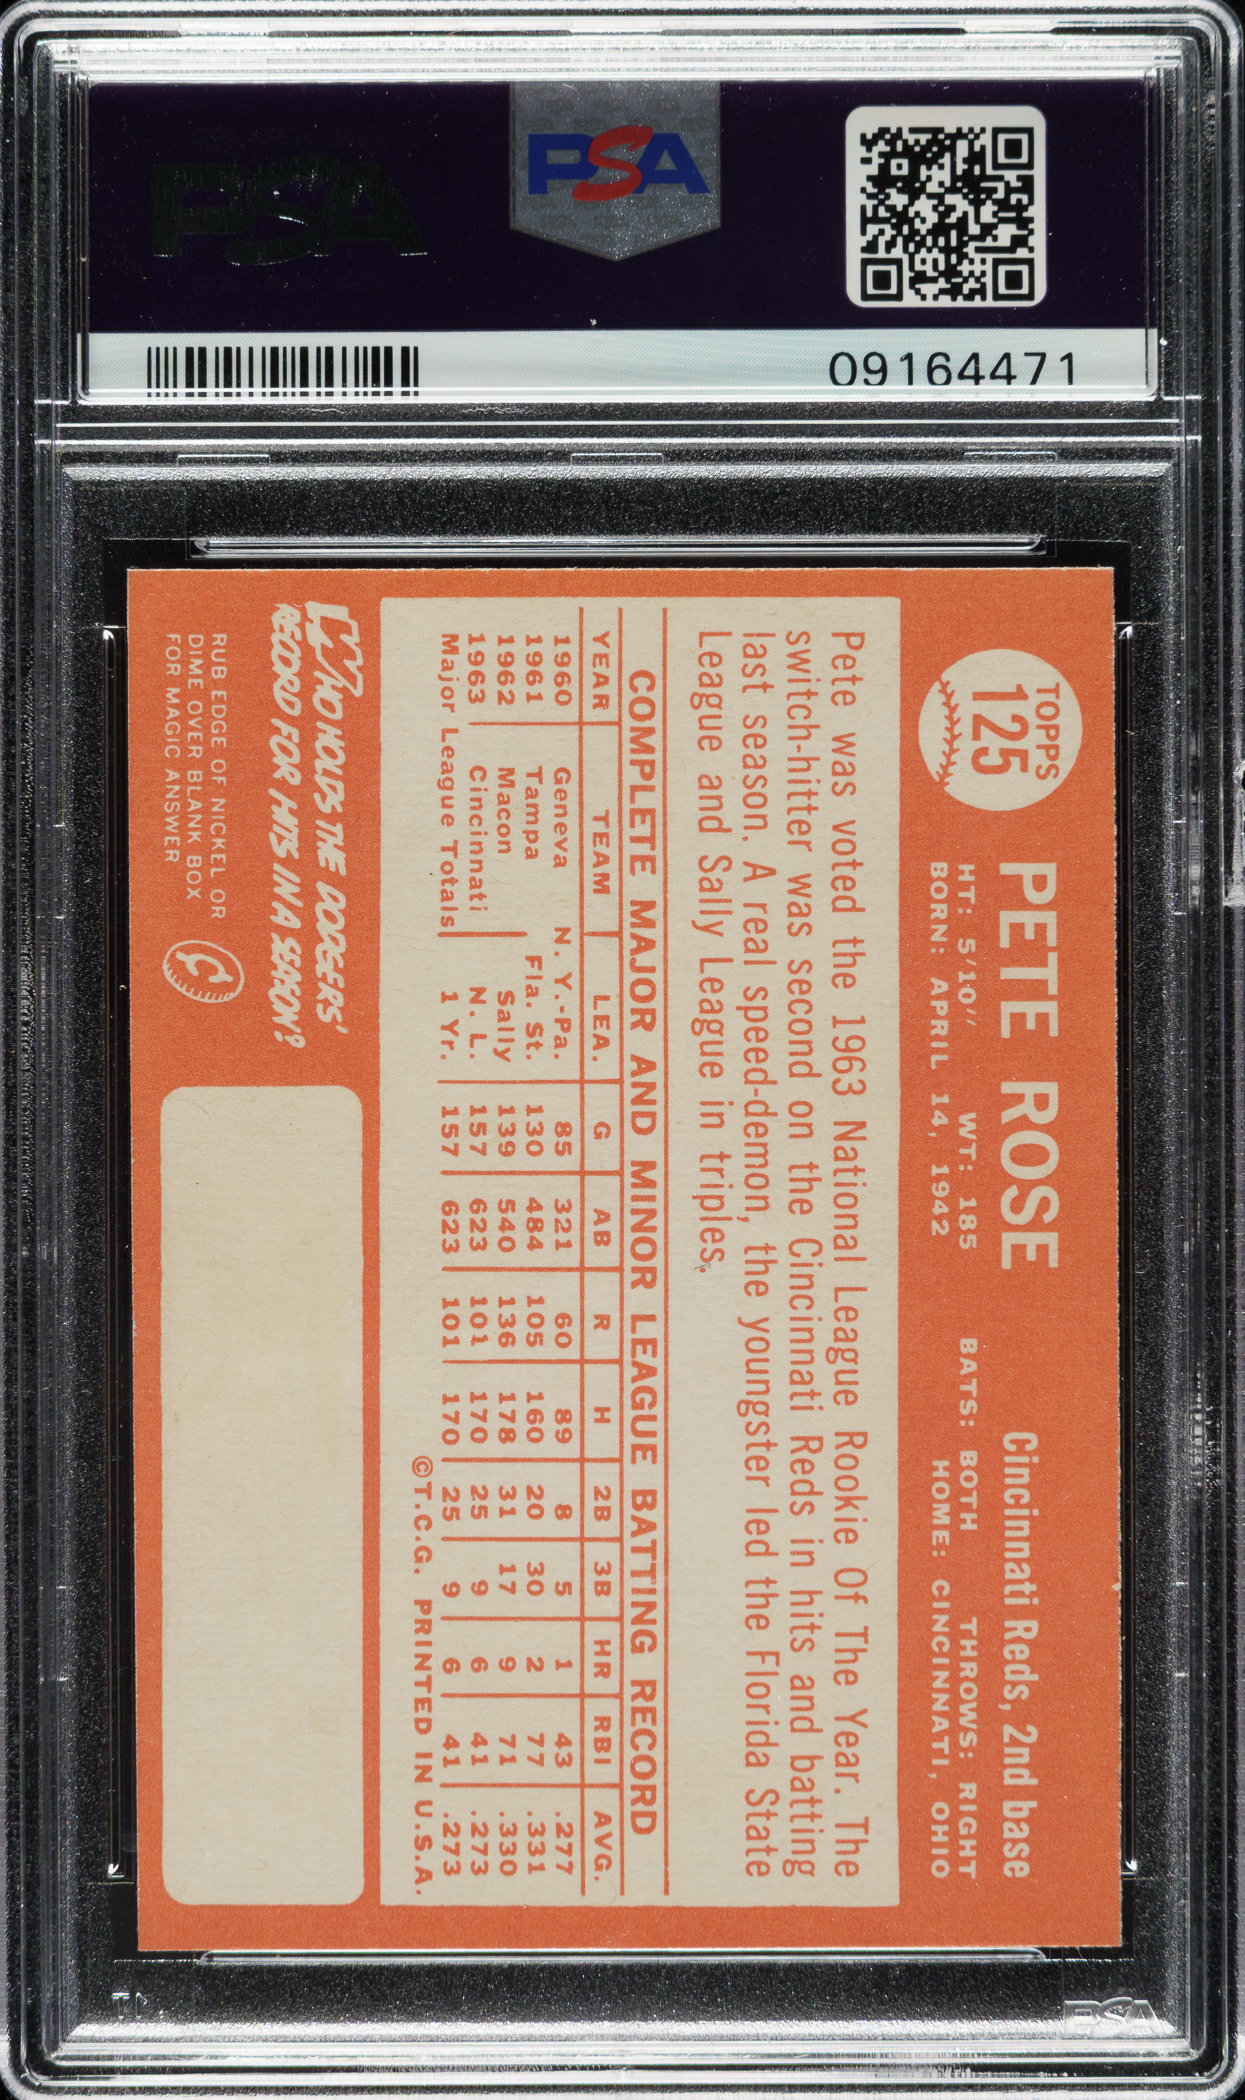 PSA
PSA
09164471
TOPPS
125
PETE ROSE Cincinnati Reds, 2nd base
HT: 5'10" WT: 185 BATS: BOTH THROWS: RIGHT
BORN: APRIL 14, 1942 HOME: CINCINNATI, OHIO
Pete was voted the 1963 National League Rookie Of The Year. The
switch-hitter was second on the Cincinnati Reds in hits and batting
last season. A real speed-demon, the youngster led the Florida State
League and Sally League in triples.
COMPLETE MAJOR AND MINOR LEAGUE BATTING RECORD
YEAR TEAM LEA. G AB R H 2B 3B HR RBI AVG.
1960 Geneva N. Y.-Pa. 85 321 60 89 8 5 1 43 .277
1961 Tampa Fla. St. 130 484 105 160 20 30 2 77 .331
1962 Macon Sally 139 540 136 178 31 17 9 71 .330
1963 Cincinnati N. L. 157 623 101 170 25 9 6 41 .273
Major League Totals 1 Yr. 157 623 101 170 25 9 6 41 .273
©T.C.G. PRINTED IN U.S.A.
WHO HOLDS THE DODGERS'
RECORD FOR HITS IN A SEASON?
RUB EDGE OF NICKEL OR
DIME OVER BLANK BOX
FOR MAGIC ANSWER
PSA